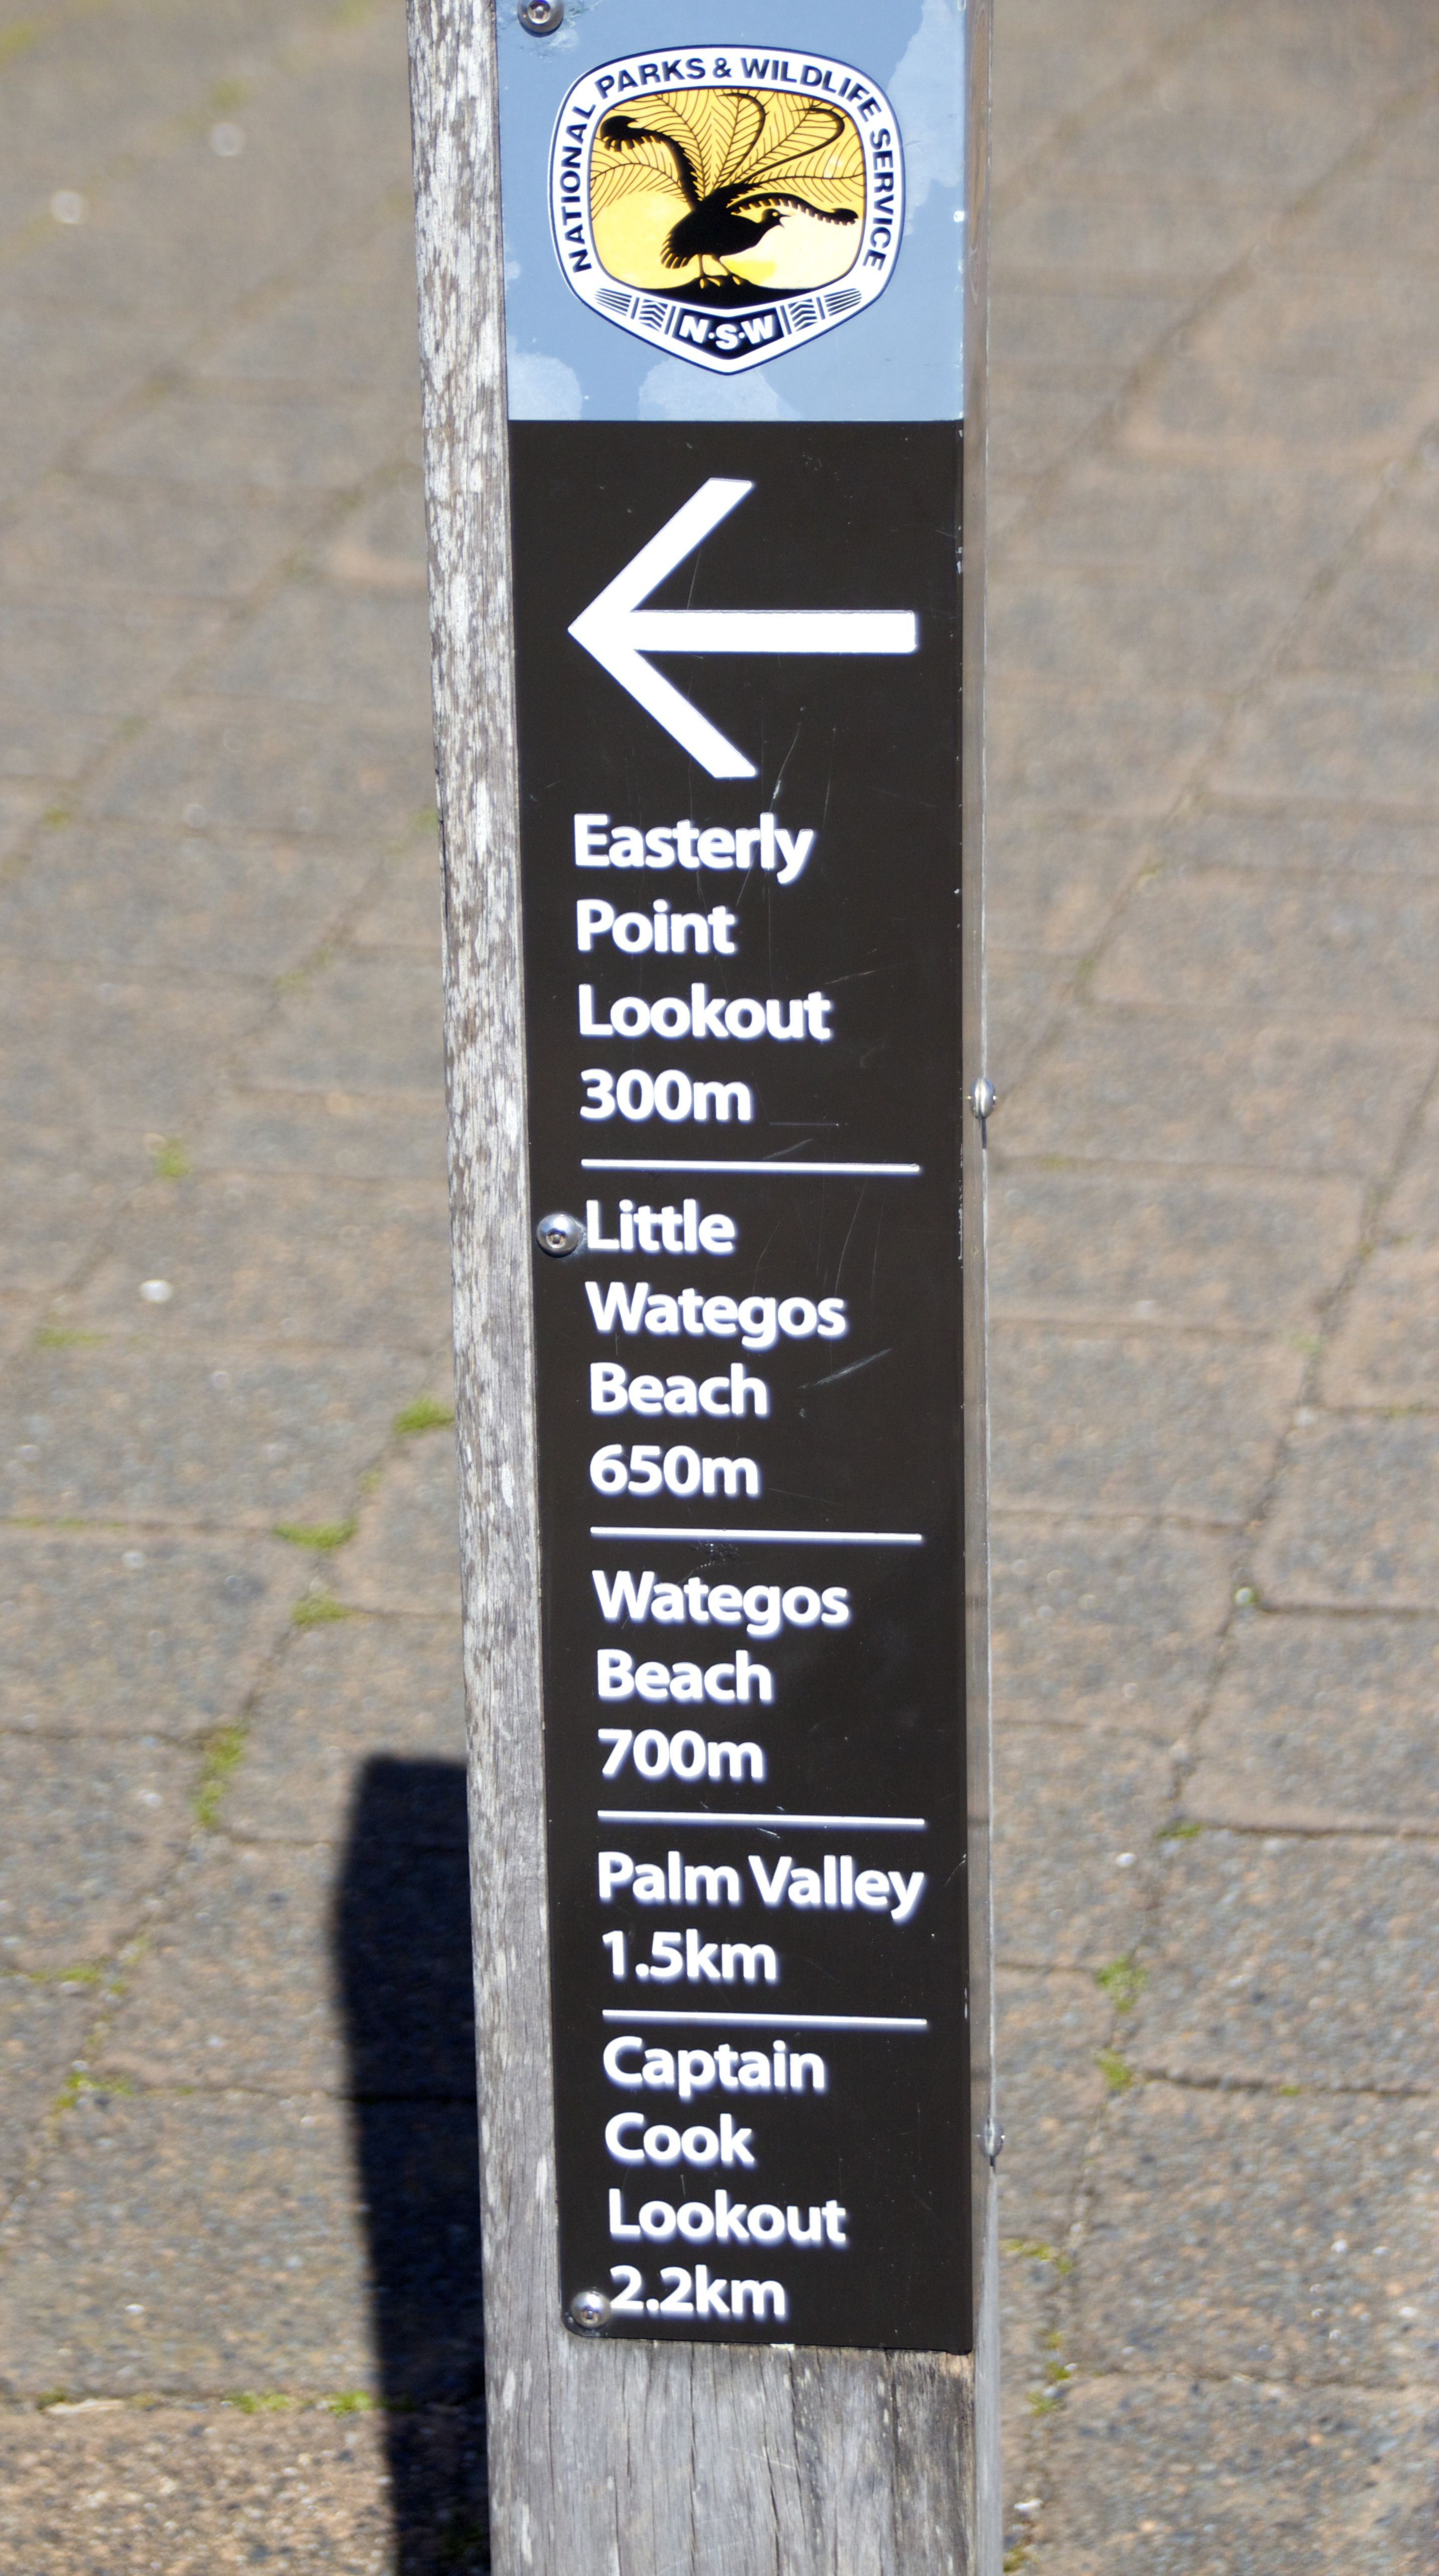 NATIONAL PARKS & WILDLIFE SERVICE
N·S·W
Easterly
Point
Lookout
300m
Little
Wategos
Beach
650m
Wategos
Beach
700m
Palm Valley
1.5km
Captain
Cook
Lookout
2.2km